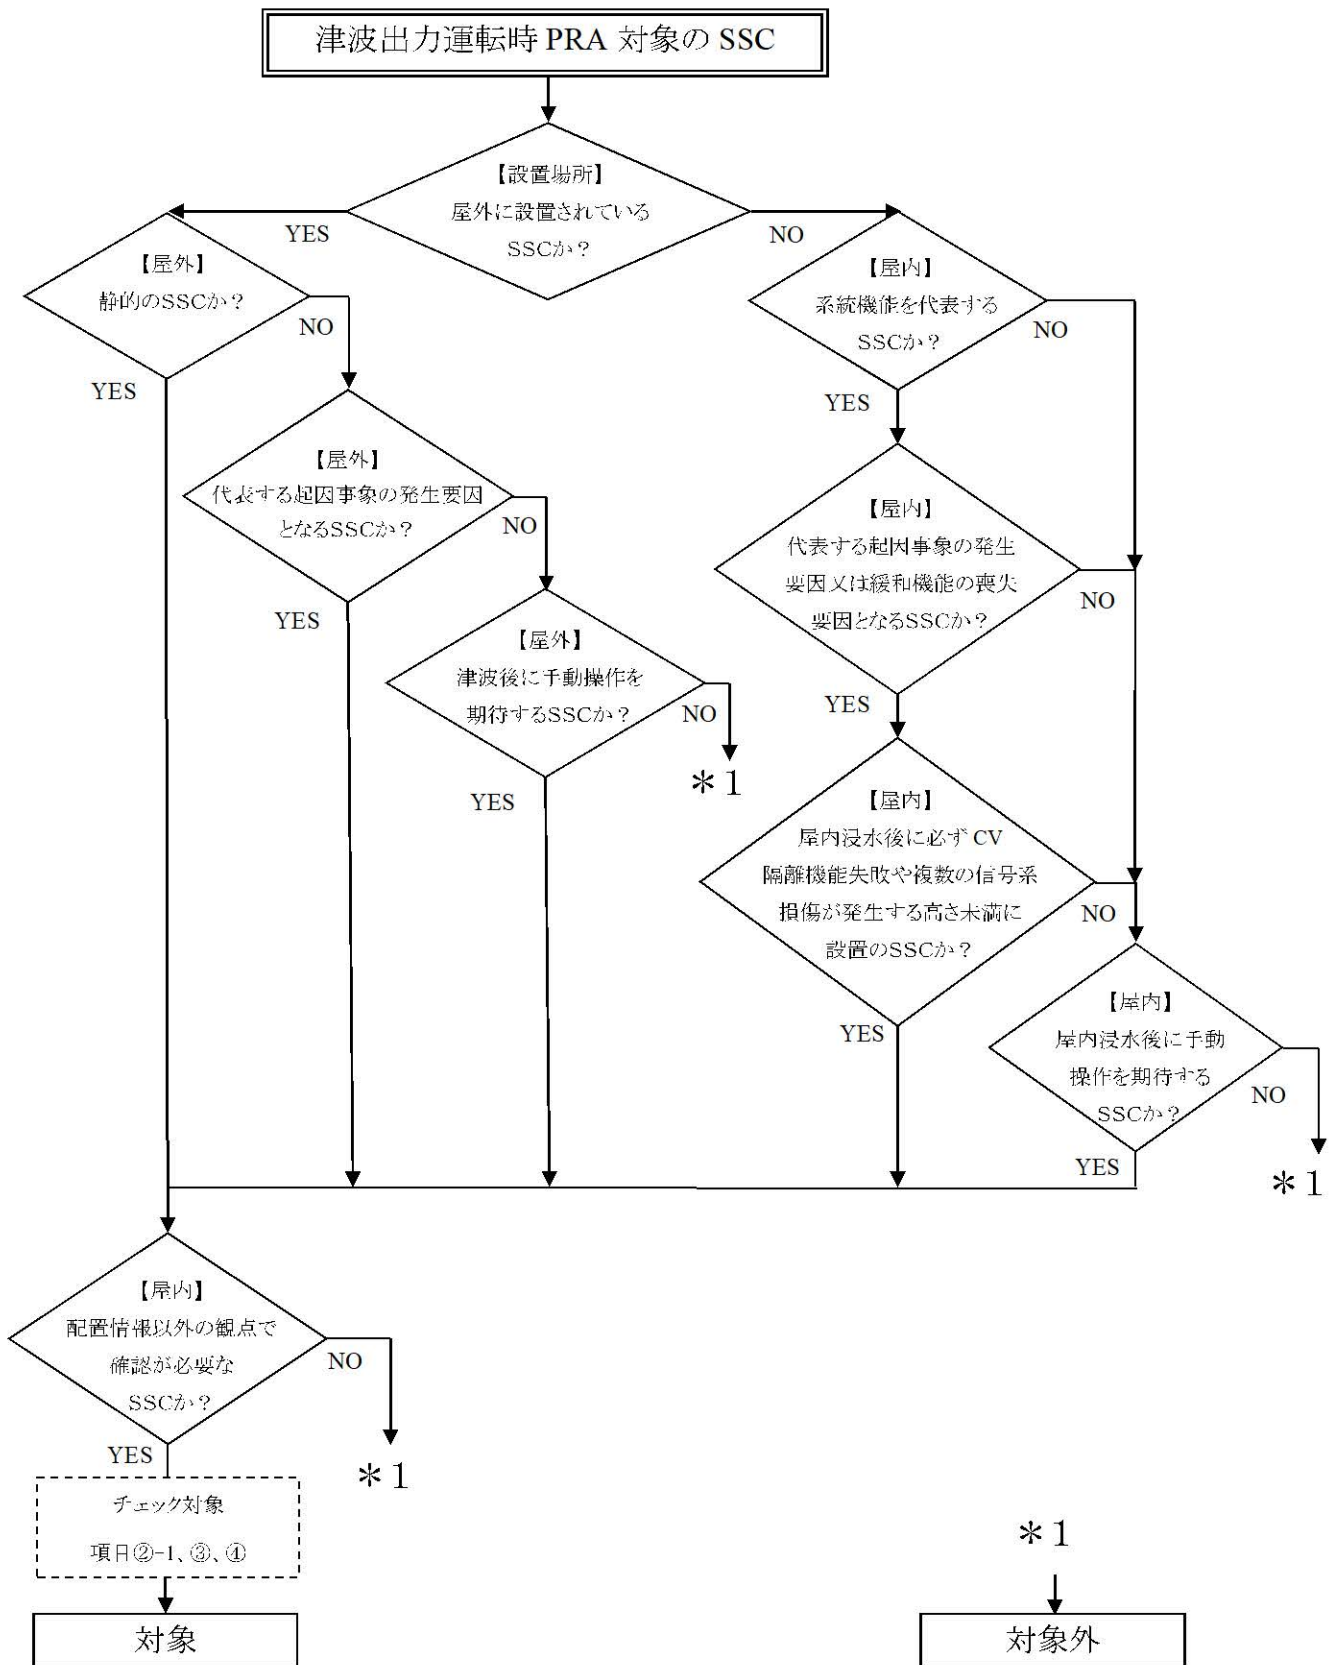 津波出力運転時 PRA 対象の SSC
【設置場所】
屋外に設置されている
SSCか？
YES
NO
【屋外】
静的のSSCか？
NO
YES
【屋内】
系統機能を代表する
SSCか？
NO
YES
【屋外】
代表する起因事象の発生要因
となるSSCか？
NO
YES
【屋内】
代表する起因事象の発生
要因又は緩和機能の喪失
要因となるSSCか？
NO
YES
【屋外】
津波後に手動操作を
期待するSSCか？
NO
YES
＊1
【屋内】
屋内浸水後に必ず CV
隔離機能失敗や複数の信号系
損傷が発生する高さ未満に
設置のSSCか？
NO
YES
【屋内】
屋内浸水後に手動
操作を期待する
SSCか？
NO
YES
＊1
【屋内】
配置情報以外の観点で
確認が必要な
SSCか？
NO
YES
＊1
チェック対象
項目②-1、③、④
対象
＊1
対象外